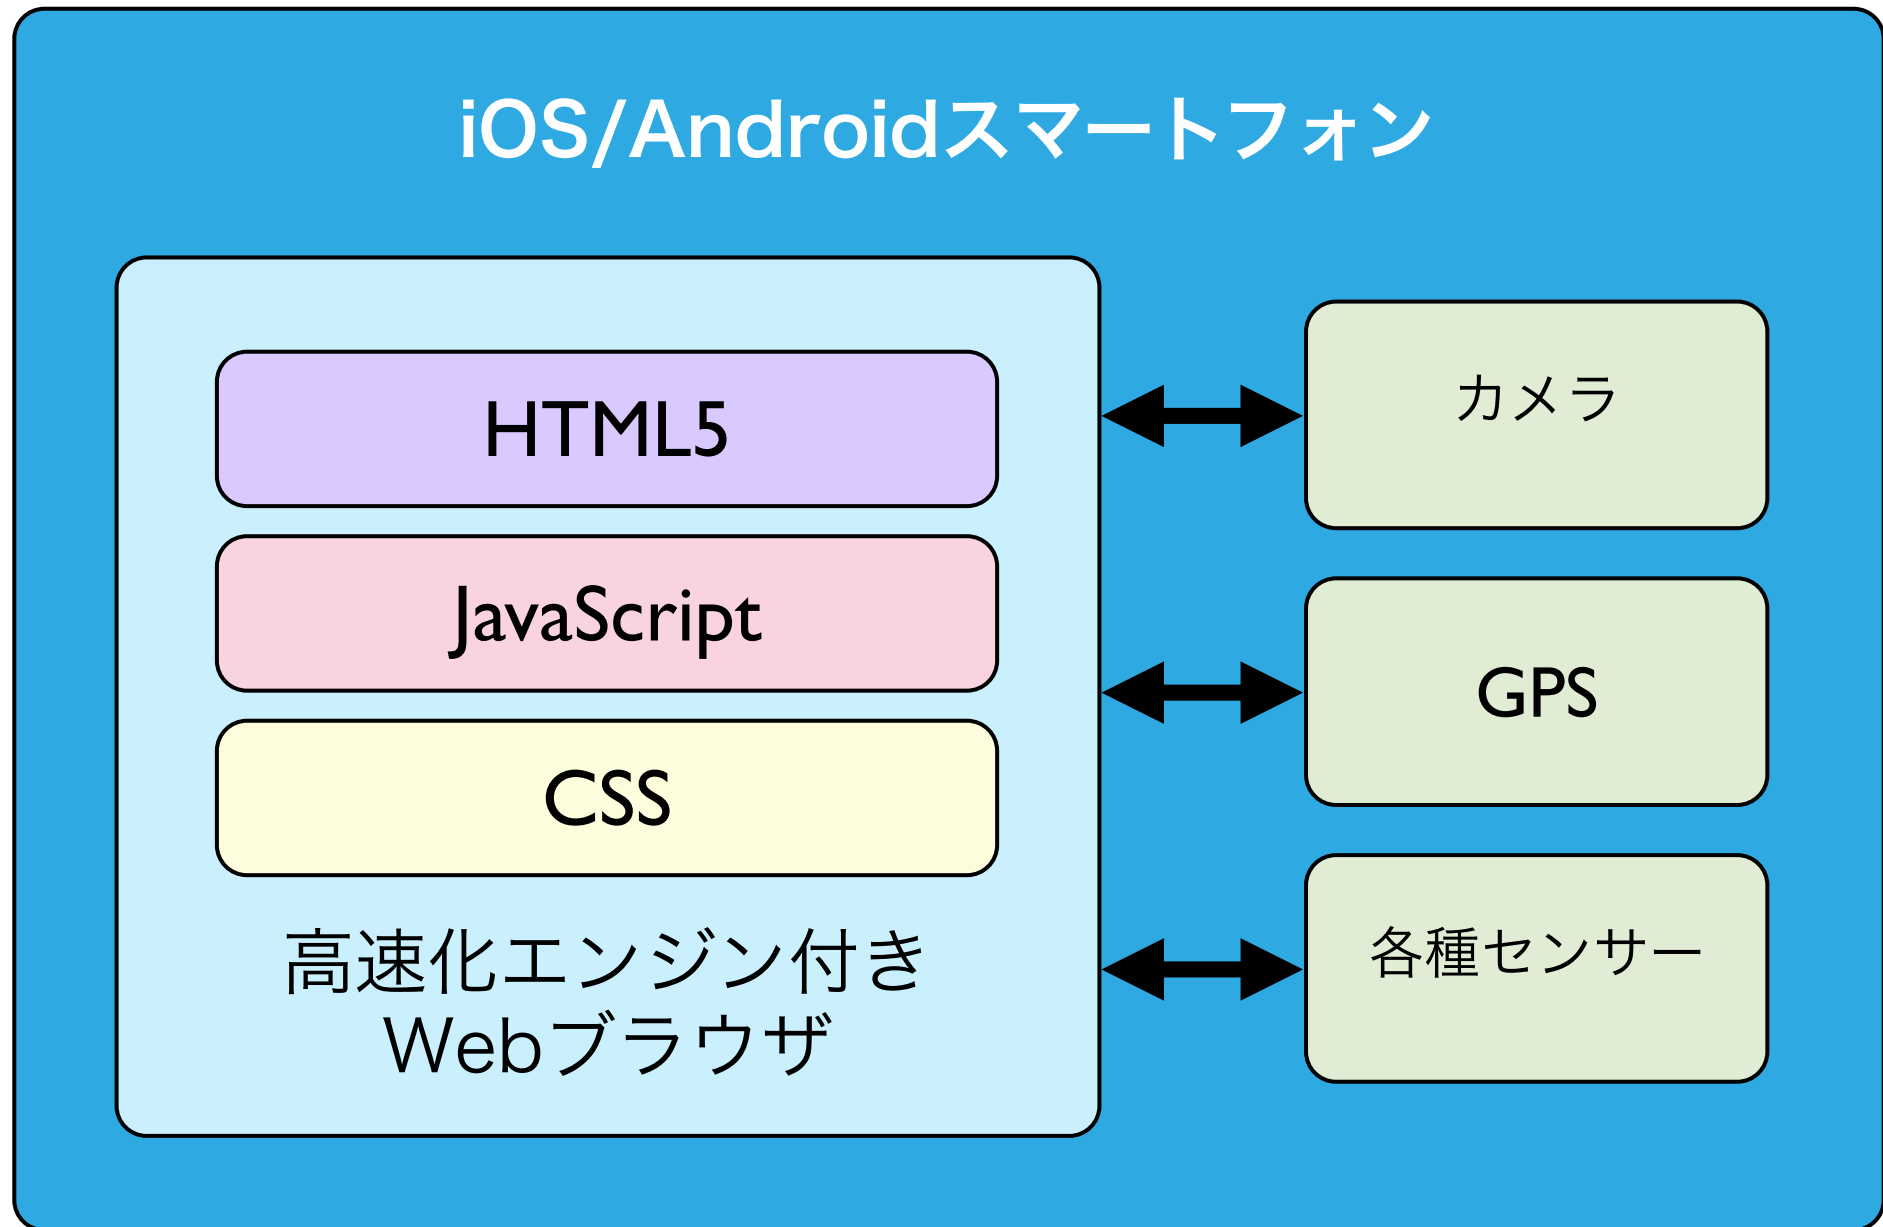 iOS/Androidスマートフォン
HTML5
JavaScript
CSS
高速化エンジン付き
Webブラウザ
カメラ
GPS
各種センサー